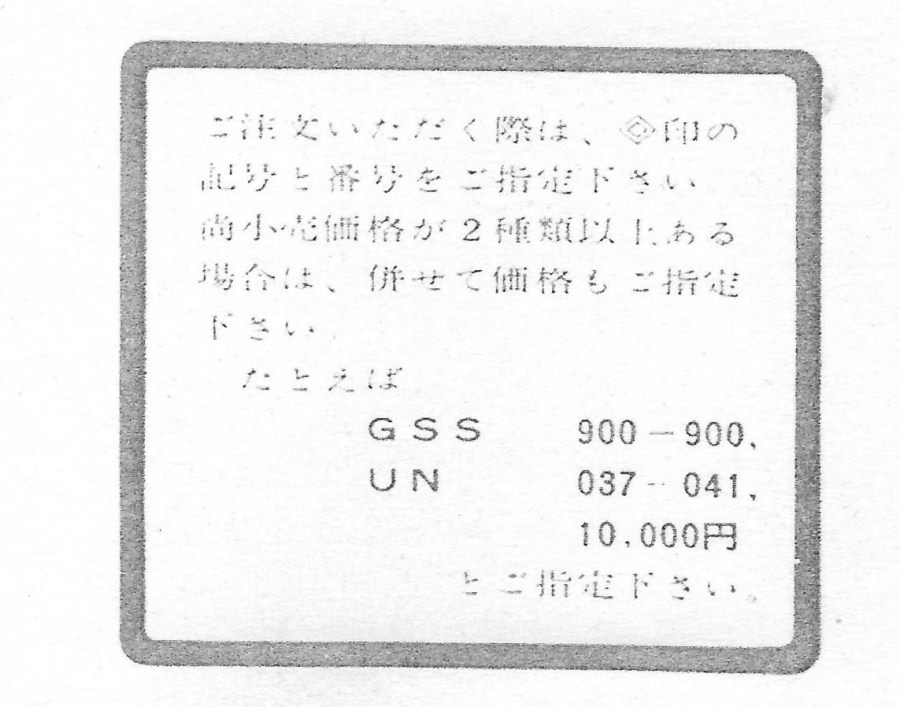 ご注文いただく際は、◈印の
記号と番号をご指定下さい。
尚小売価格が2種類以上ある
場合は、併せて価格もご指定
下さい。
たとえば
GSS 900-900.
UN 037-041,
10,000円
とご指定下さい。